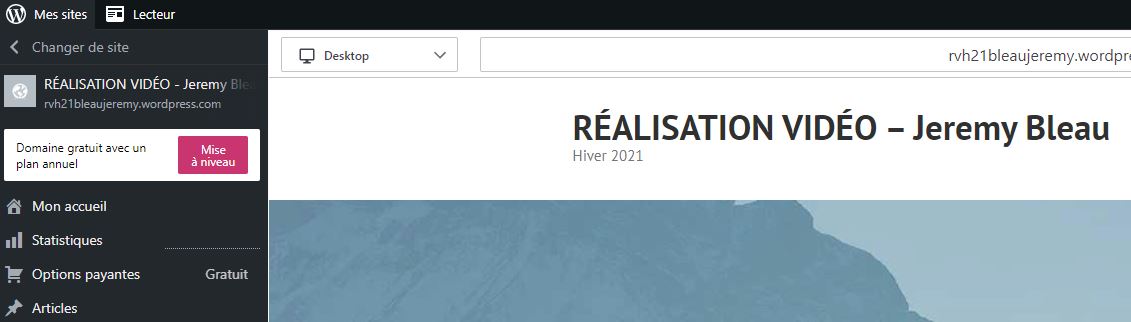 Mes sites
Lecteur
Changer de site
RÉALISATION VIDÉO - Jeremy
rvh21bleaujeremy.wordpress.com
Domaine gratuit avec un
plan annuel
Mise
à niveau
Mon accueil
Statistiques
Options payantes Gratuit
Articles
Desktop
rvh21bleaujeremy.wordpre
RÉALISATION VIDÉO – Jeremy Bleau
Hiver 2021